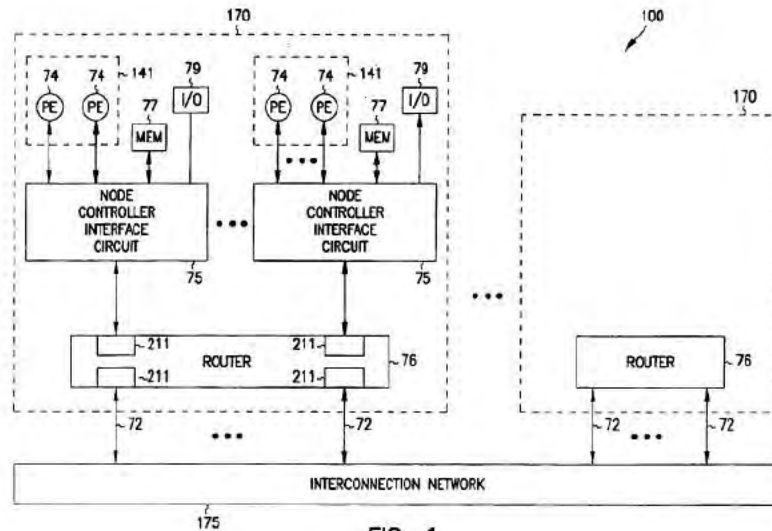 170
100
74 74 141 79
74 74 141 79
170
PE PE 77 I/O
PE PE 77 I/O
MEM
MEM
NODE
CONTROLLER
INTERFACE
CIRCUIT
NODE
CONTROLLER
INTERFACE
CIRCUIT
75
75
211 ROUTER 211 76
211 211
ROUTER 76
72 72 72 72
INTERCONNECTION NETWORK
175